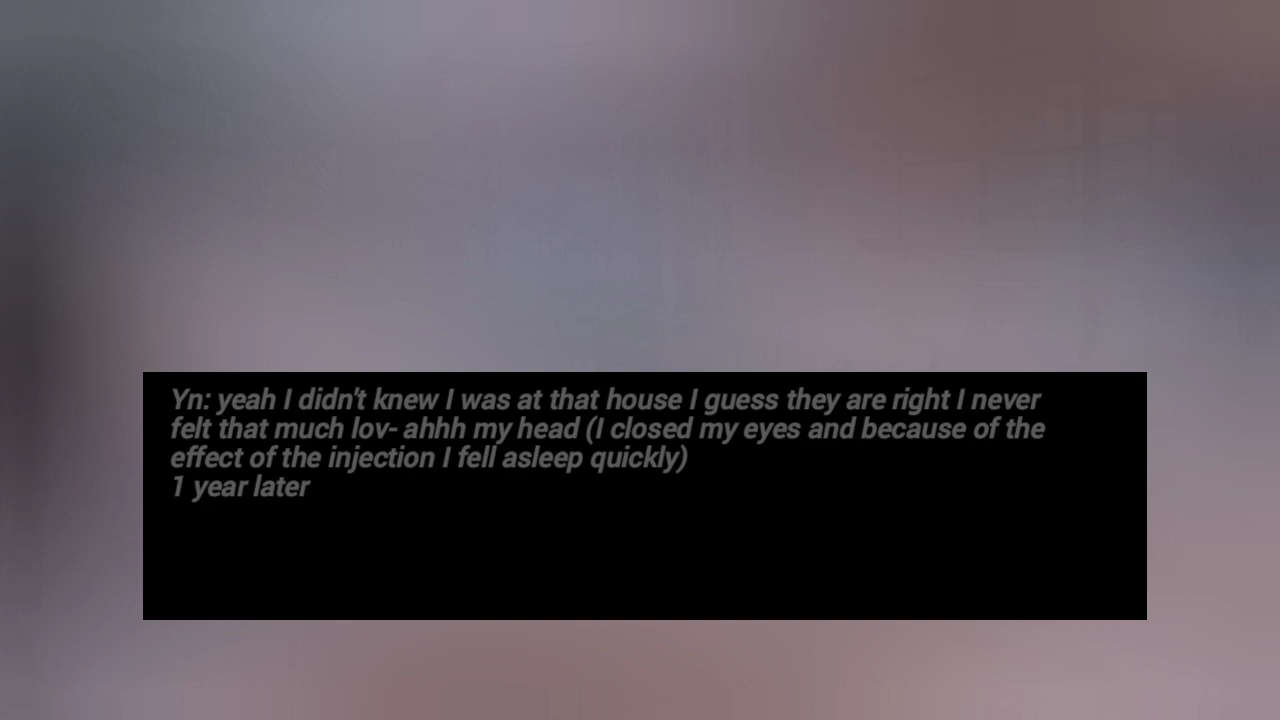 Yn: yeah I didn't knew I was at that house I guess they are right I never
felt that much lov- ahhh my head (I closed my eyes and because of the
effect of the injection I fell asleep quickly)
1 year later